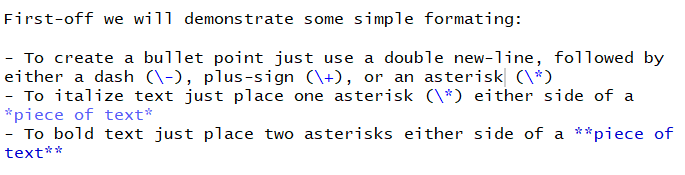 First-off we will demonstrate some simple formating:
- To create a bullet point just use a double new-line, followed by
either a dash (\-), plus-sign (\+), or an asterisk (\*)
- To italize text just place one asterisk (\*) either side of a
*piece of text*
- To bold text just place two asterisks either side of a **piece of
text**